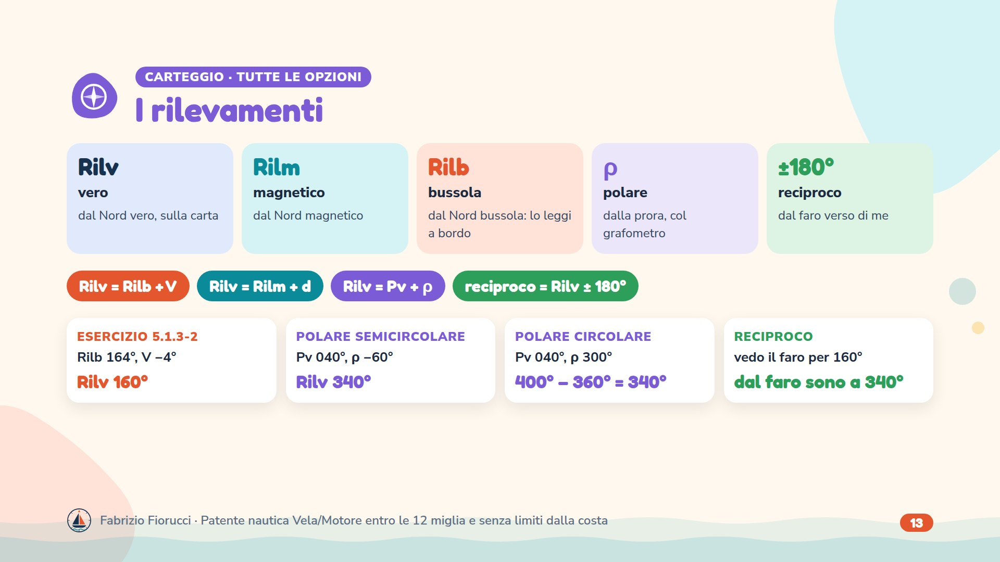 CARTEGGIO · TUTTE LE OPZIONI
I rilevamenti
Rilv
vero
dal Nord vero, sulla carta
Rilm
magnetico
dal Nord magnetico
Rilb
bussola
dal Nord bussola: lo leggi
a bordo
ρ
polare
dalla prora, col
grafometro
±180°
reciproco
dal faro verso di me
Rilv = Rilb + V
Rilv = Rilm + d
Rilv = Pv + ρ
reciproco = Rilv ± 180°
ESERCIZIO 5.1.3-2
Rilb 164°, V −4°
Rilv 160°
POLARE SEMICIRCOLARE
Pv 040°, ρ −60°
Rilv 340°
POLARE CIRCOLARE
Pv 040°, ρ 300°
400° − 360° = 340°
RECIPROCO
vedo il faro per 160°
dal faro sono a 340°
Fabrizio Fiorucci · Patente nautica Vela/Motore entro le 12 miglia e senza limiti dalla costa
13